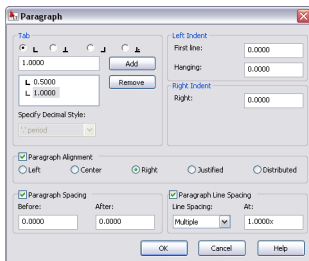 Paragraph
Tab
1.0000
Add
0.5000
1.0000
Remove
Specify Decimal Style:
'.' period
Left Indent
First line:
0.0000
Hanging:
0.0000
Right Indent
Right:
0.0000
Paragraph Alignment
Left
Center
Right
Justified
Distributed
Paragraph Spacing
Before:
After:
0.0000
0.0000
Paragraph Line Spacing
Line Spacing:
At:
Multiple
1.0000x
OK
Cancel
Help